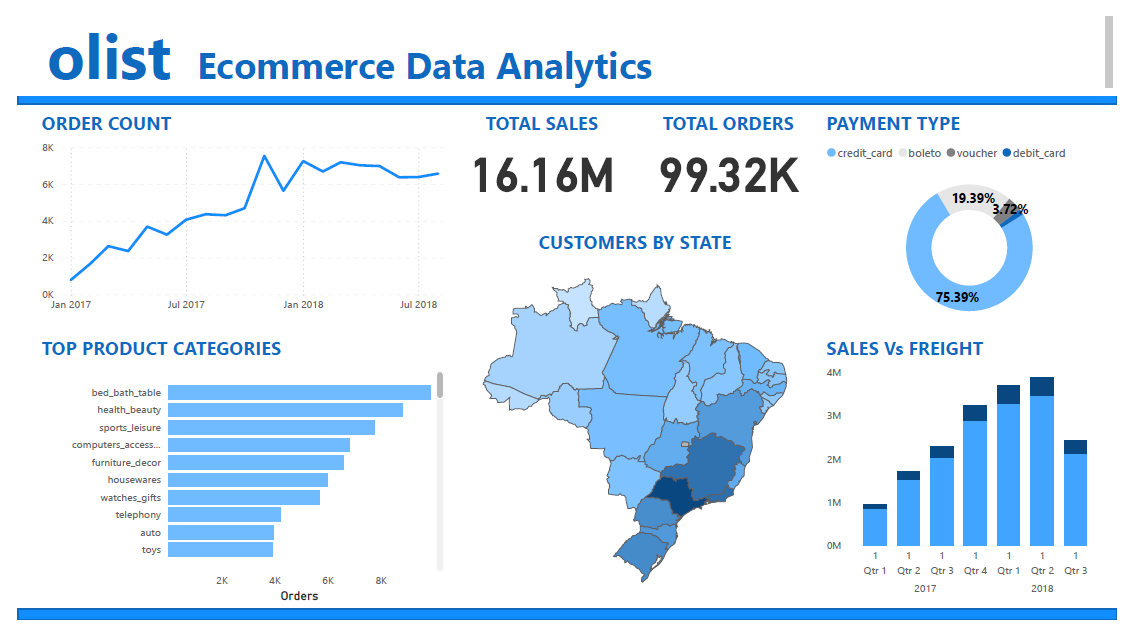 olist Ecommerce Data Analytics
ORDER COUNT
8K
6K
4K
2K
0K
Jan 2017 Jul 2017 Jan 2018 Jul 2018
TOTAL SALES
16.16M
TOTAL ORDERS
99.32K
PAYMENT TYPE
credit_card boleto voucher debit_card
19.39%
3.72%
75.39%
CUSTOMERS BY STATE
TOP PRODUCT CATEGORIES
bed_bath_table
health_beauty
sports_leisure
computers_access...
furniture_decor
housewares
watches_gifts
telephony
auto
toys
2K 4K 6K 8K
Orders
SALES Vs FREIGHT
4M
3M
2M
1M
0M
1 1 1 1 1 1 1
Qtr 1 Qtr 2 Qtr 3 Qtr 4 Qtr 1 Qtr 2 Qtr 3
2017 2018